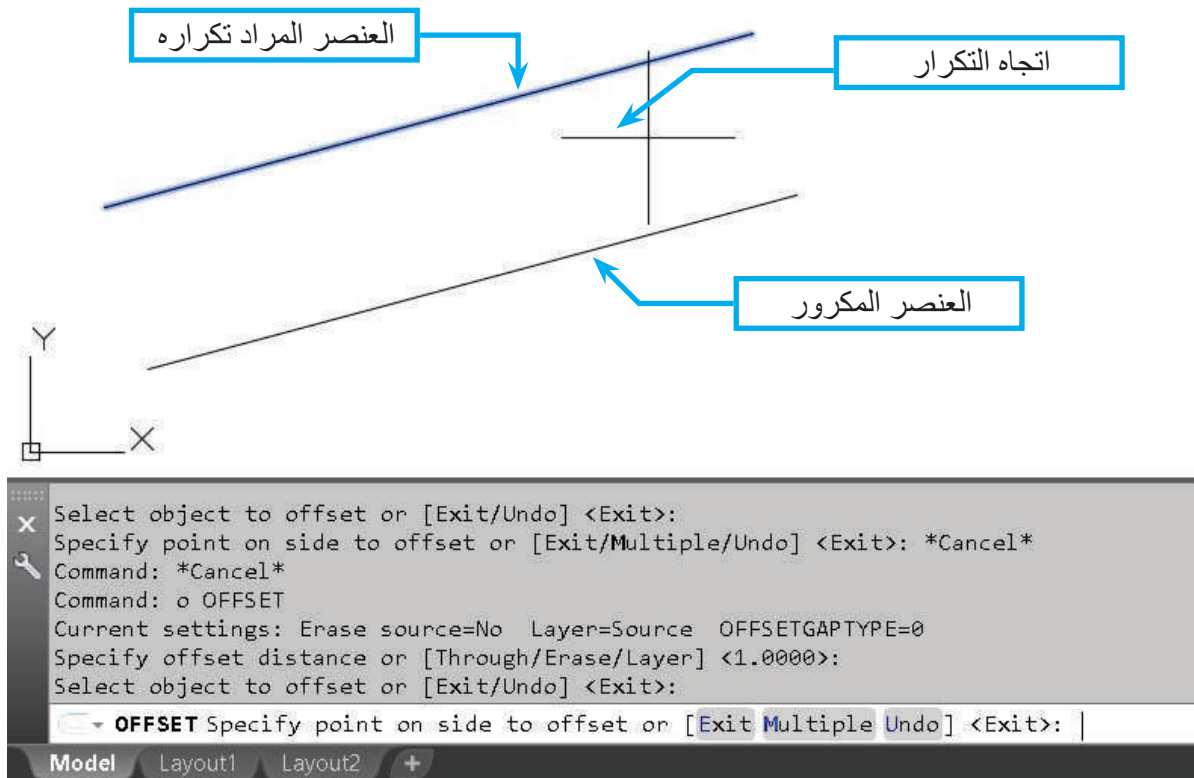 العنصر المراد تكراره
اتجاه التكرار
العنصر المكرور
Y
X
Select object to offset or [Exit/Undo] <Exit>:
Specify point on side to offset or [Exit/Multiple/Undo] <Exit>: *Cancel*
Command: *Cancel*
Command: o OFFSET
Current settings: Erase source=No  Layer=Source  OFFSETGAPTYPE=0
Specify offset distance or [Through/Erase/Layer] <1.0000>:
Select object to offset or [Exit/Undo] <Exit>:
OFFSET Specify point on side to offset or [Exit Multiple Undo] <Exit>:
Model Layout1 Layout2 +